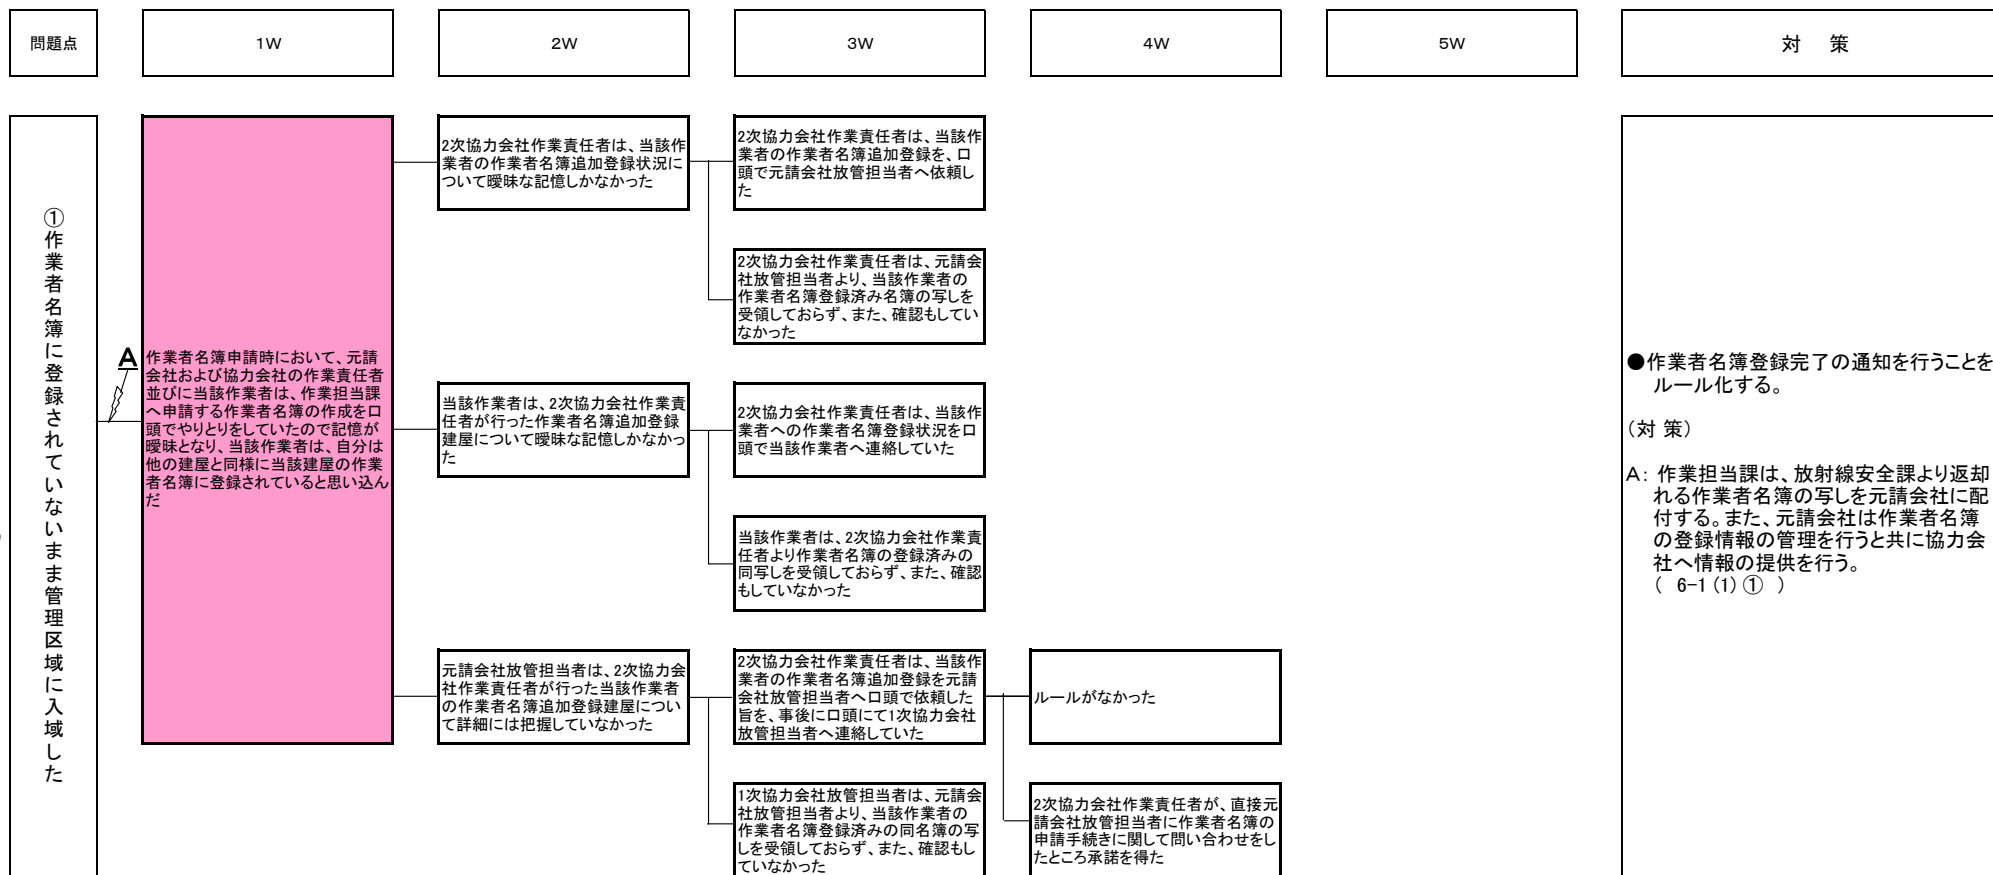 問題点
1W
2W
3W
4W
5W
対 策
①作業者名簿に登録されていないまま管理区域に入域した
A
作業者名簿申請時において、元請
会社および協力会社の作業責任者
並びに当該作業者は、作業担当課
へ申請する作業者名簿の作成を口
頭でやりとりをしていたので記憶が
曖昧となり、当該作業者は、自分は
他の建屋と同様に当該建屋の作業
者名簿に登録されていると思い込ん
だ
2次協力会社作業責任者は、当該作
業者の作業者名簿追加登録状況に
ついて曖昧な記憶しかなかった
2次協力会社作業責任者は、当該作
業者の作業者名簿追加登録を、口
頭で元請会社放管担当者へ依頼し
た
2次協力会社作業責任者は、元請会
社放管担当者より、当該作業者の
作業者名簿登録済み名簿の写しを
受領しておらず、また、確認もしてい
なかった
当該作業者は、2次協力会社作業責
任者が行った作業者名簿追加登録
建屋について曖昧な記憶しかなかっ
た
2次協力会社作業責任者は、当該作
業者への作業者名簿登録状況を口
頭で当該作業者へ連絡していた
当該作業者は、2次協力会社作業責
任者より作業者名簿の登録済みの
同写しを受領しておらず、また、確認
もしていなかった
元請会社放管担当者は、2次協力会
社作業責任者が行った当該作業者
の作業者名簿追加登録建屋につい
て詳細には把握していなかった
2次協力会社作業責任者は、当該作
業者の作業者名簿追加登録を元請
会社放管担当者へ口頭で依頼した
旨を、事後に口頭にて1次協力会社
放管担当者へ連絡していた
ルールがなかった
1次協力会社放管担当者は、元請会
社放管担当者より、当該作業者の
作業者名簿登録済みの同名簿の写
しを受領しておらず、また、確認もし
ていなかった
2次協力会社作業責任者が、直接元
請会社放管担当者に作業者名簿の
申請手続きに関して問い合わせをし
たところ承諾を得た
●作業者名簿登録完了の通知を行うことを
ルール化する。
（対 策）
A：作業担当課は、放射線安全課より返却
れる作業者名簿の写しを元請会社に配
付する。また、元請会社は作業者名簿
の登録情報の管理を行うと共に協力会
社へ情報の提供を行う。
（ 6-1 (1) ① ）